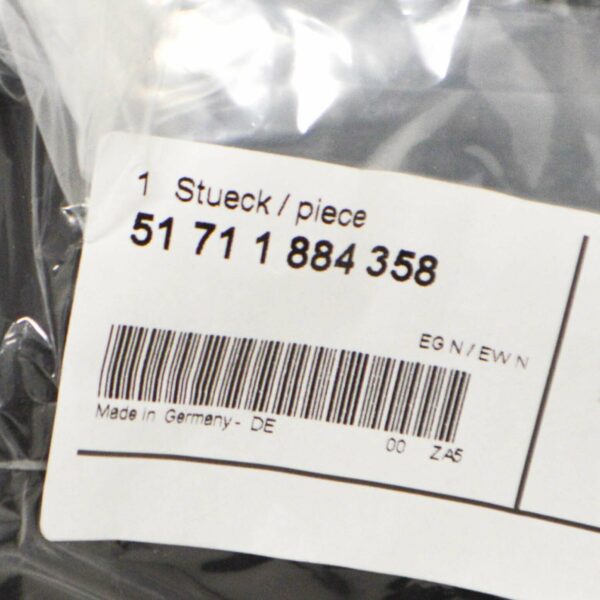 1 Stueck / piece
51 71 1 884 358
EG N / EW N
Made in Germany - DE
00 ZA5